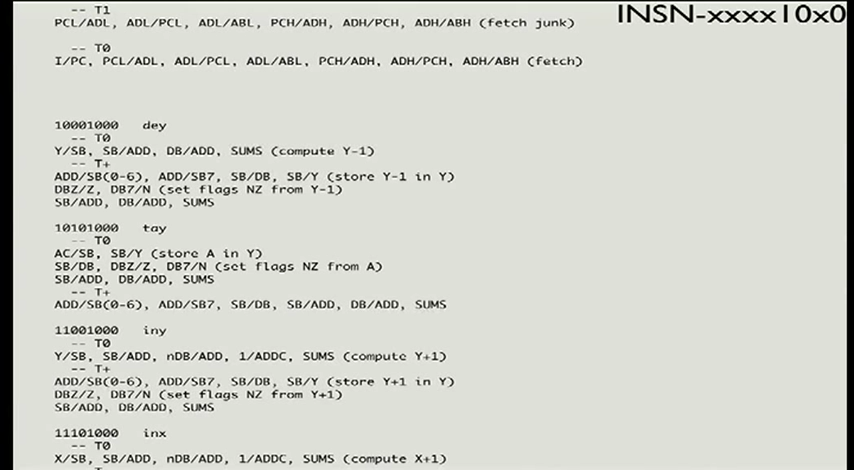 -- T1
INSN-xxxx10x0
PCL/ADL, ADL/PCL, ADL/ABL, PCH/ADH, ADH/PCH, ADH/ABH (fetch junk)
-- T0
I/PC, PCL/ADL, ADL/PCL, ADL/ABL, PCH/ADH, ADH/PCH, ADH/ABH (fetch)
10001000 dey
-- T0
Y/SB, SB/ADD, DB/ADD, SUMS (compute Y-1)
-- T+
ADD/SB(0-6), ADD/SB7, SB/DB, SB/Y (store Y-1 in Y)
DBZ/Z, DB7/N (set flags NZ from Y-1)
SB/ADD, DB/ADD, SUMS
10101000 tay
-- T0
AC/SB, SB/Y (store A in Y)
SB/DB, DBZ/Z, DB7/N (set flags NZ from A)
SB/ADD, DB/ADD, SUMS
-- T+
ADD/SB(0-6), ADD/SB7, SB/DB, SB/ADD, DB/ADD, SUMS
11001000 iny
-- T0
Y/SB, SB/ADD, nDB/ADD, 1/ADDC, SUMS (compute Y+1)
-- T+
ADD/SB(0-6), ADD/SB7, SB/DB, SB/Y (store Y+1 in Y)
DBZ/Z, DB7/N (set flags NZ from Y+1)
SB/ADD, DB/ADD, SUMS
11101000 inx
-- T0
X/SB, SB/ADD, nDB/ADD, 1/ADDC, SUMS (compute X+1)